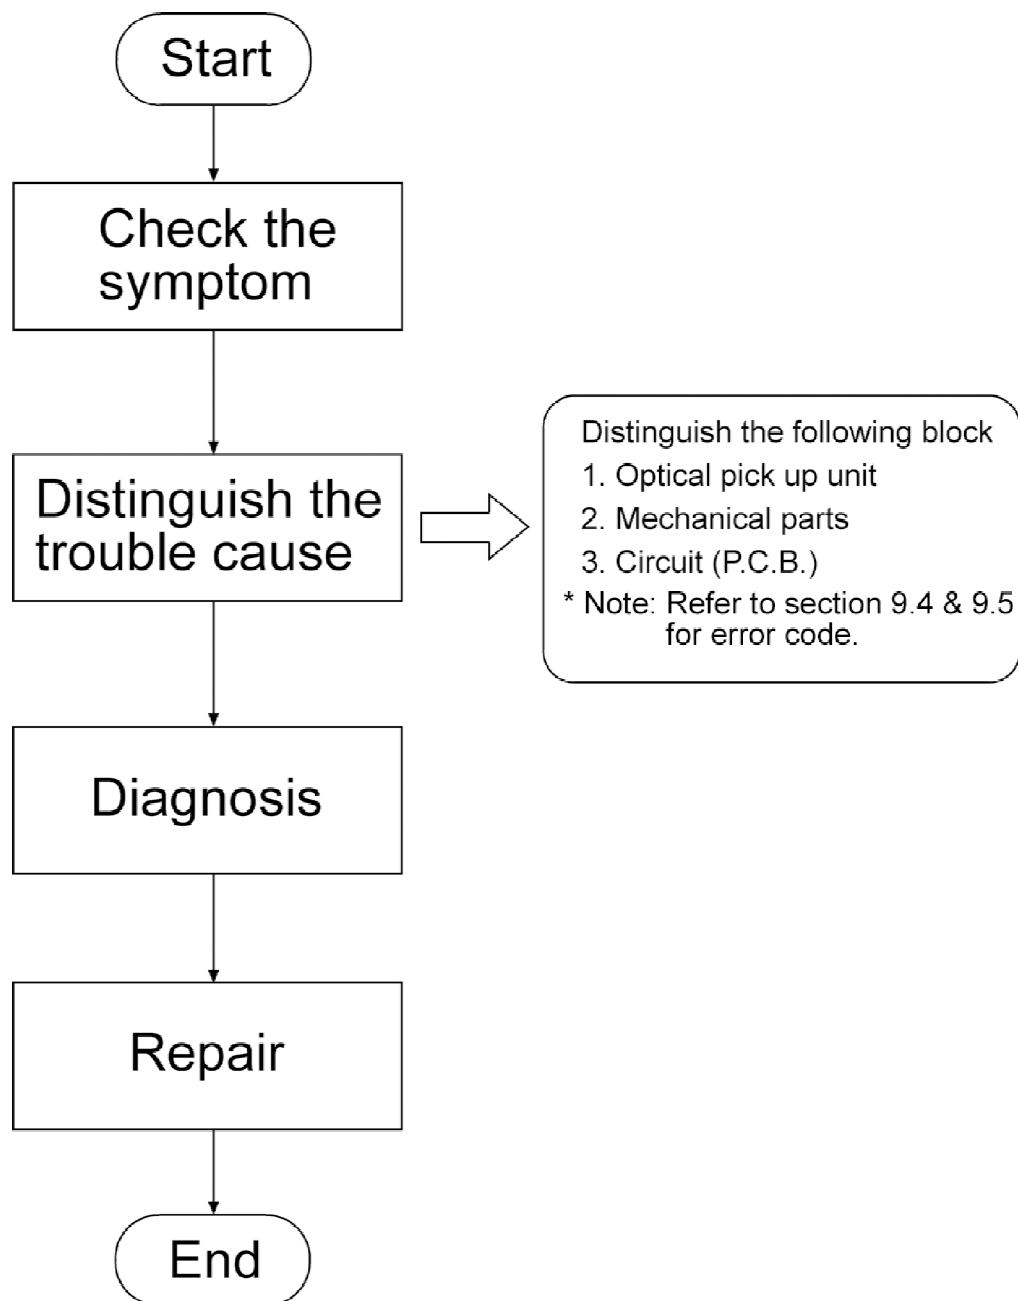 Start
Check the
symptom
Distinguish the
trouble cause
Distinguish the following block
1. Optical pick up unit
2. Mechanical parts
3. Circuit (P.C.B.)
* Note: Refer to section 9.4 & 9.5
for error code.
Diagnosis
Repair
End